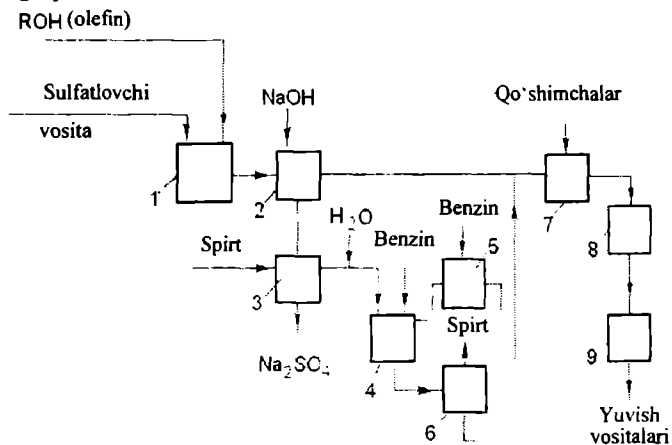 ROH (olefin)
Sulfatlovchi
vosita
NaOH
Qo'shimchalar
1
2
7
8
H₂O
Benzin
Benzin
5
Spirt
3
Spirt
9
Na₂SO₄
4
6
Yuvish
vositalari